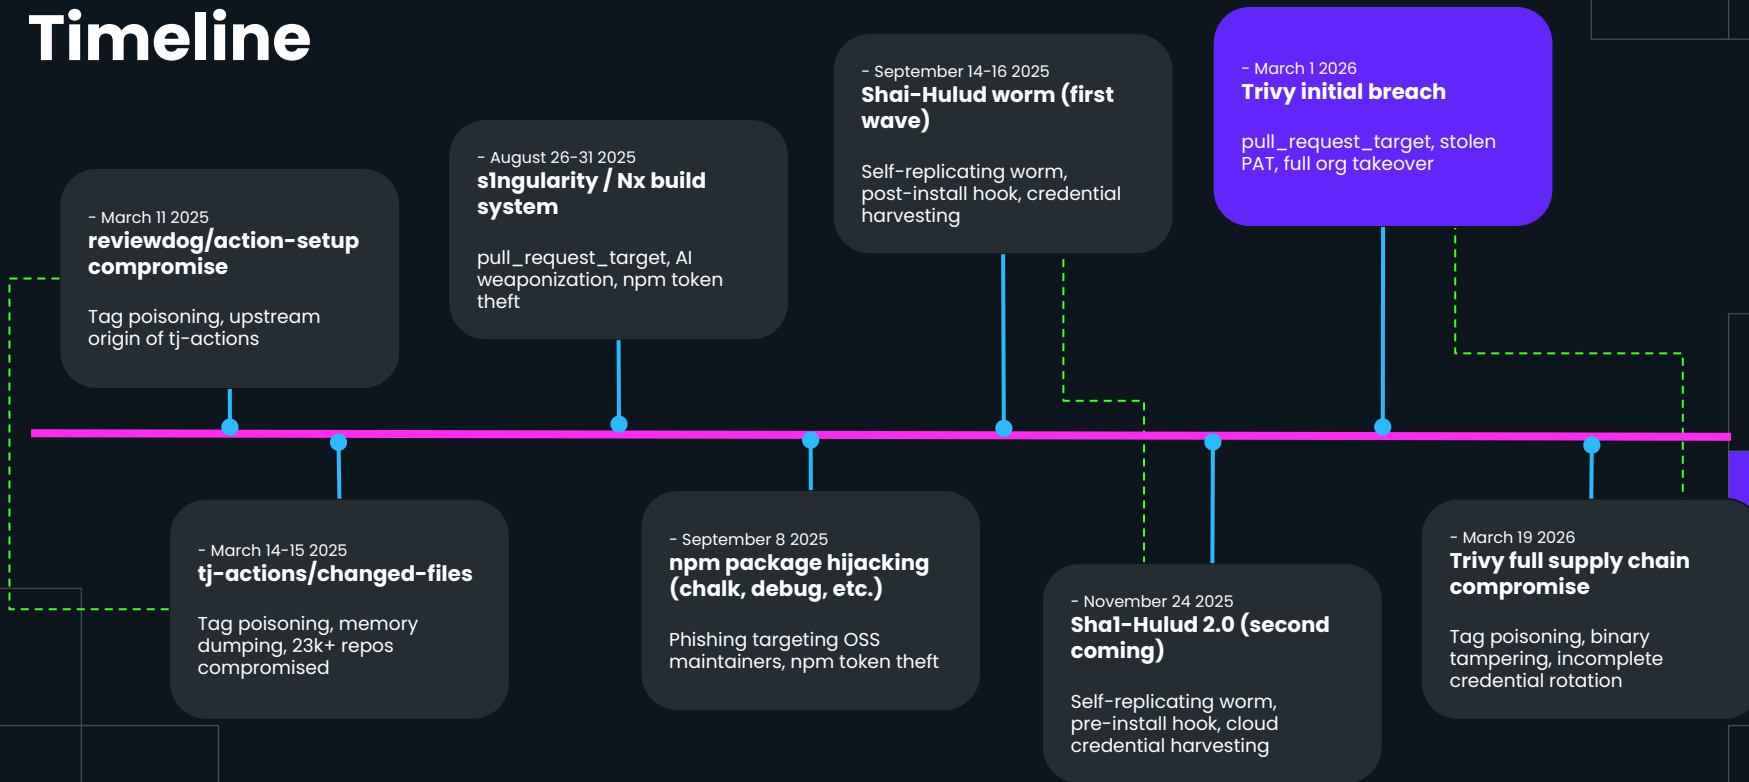 Timeline
- March 11 2025
reviewdog/action-setup
compromise
Tag poisoning, upstream
origin of tj-actions
- March 14-15 2025
tj-actions/changed-files
Tag poisoning, memory
dumping, 23k+ repos
compromised
- August 26-31 2025
s1ngularity / Nx build
system
pull_request_target, AI
weaponization, npm token
theft
- September 8 2025
npm package hijacking
(chalk, debug, etc.)
Phishing targeting OSS
maintainers, npm token theft
- September 14-16 2025
Shai-Hulud worm (first
wave)
Self-replicating worm,
post-install hook, credential
harvesting
- November 24 2025
Sha1-Hulud 2.0 (second
coming)
Self-replicating worm,
pre-install hook, cloud
credential harvesting
- March 1 2026
Trivy initial breach
pull_request_target, stolen
PAT, full org takeover
- March 19 2026
Trivy full supply chain
compromise
Tag poisoning, binary
tampering, incomplete
credential rotation